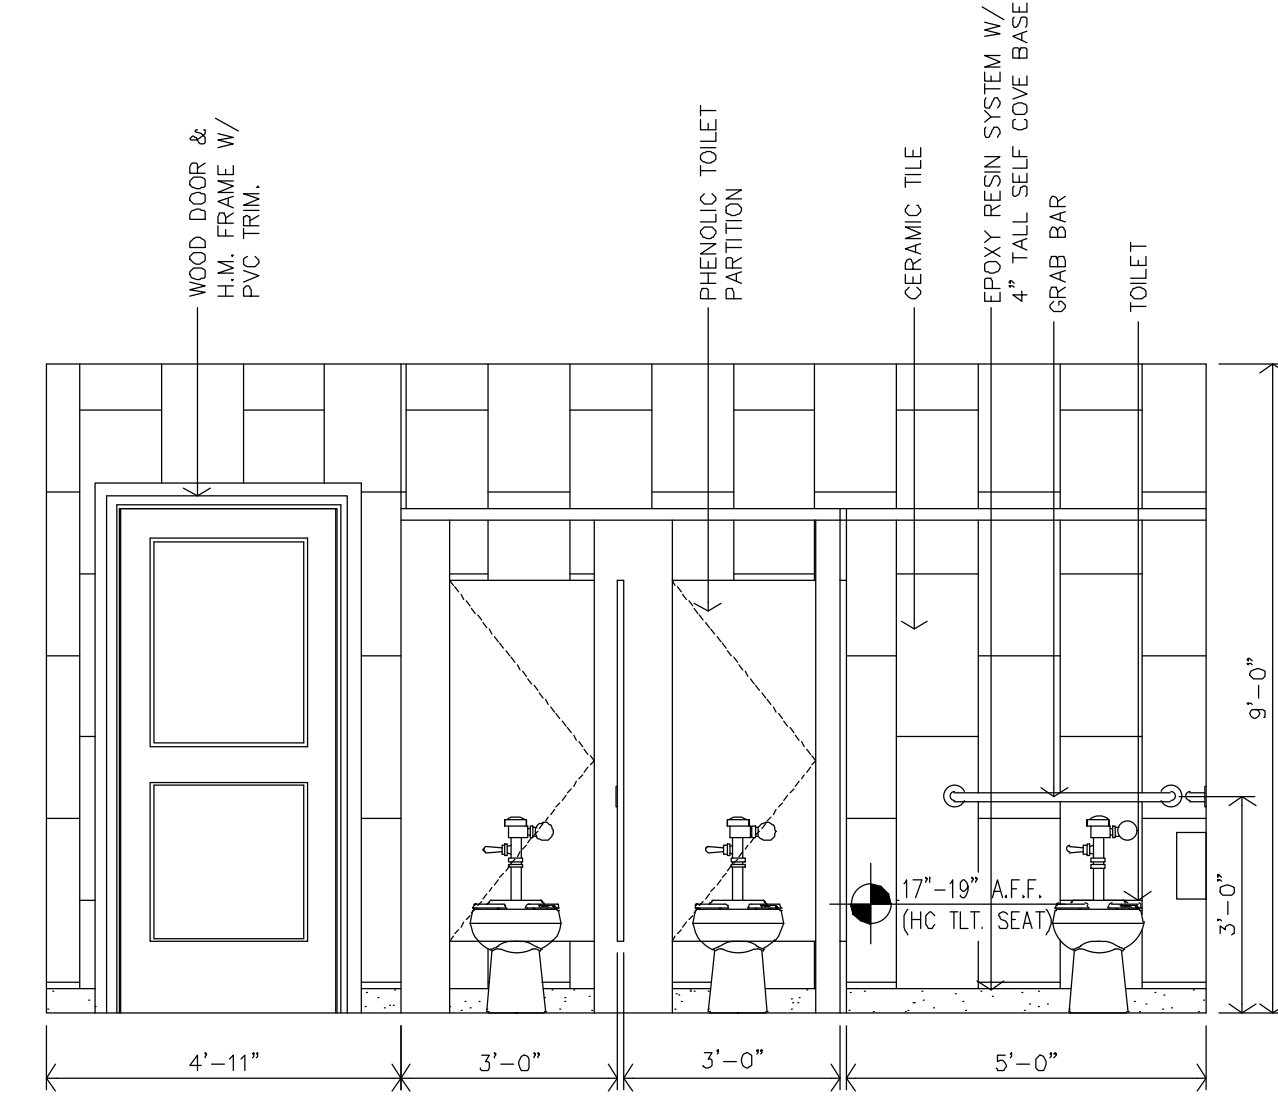 WOOD DOOR &
H.M. FRAME W/
PVC TRIM.
PHENOLIC TOILET
PARTITION
CERAMIC TILE
EPOXY RESIN SYSTEM W/
4" TALL SELF COVE BASE
GRAB BAR
TOILET
9'-0"
3'-0"
17"-19" A.F.F.
(HC TLT. SEAT)
4'-11"
3'-0"
3'-0"
5'-0"